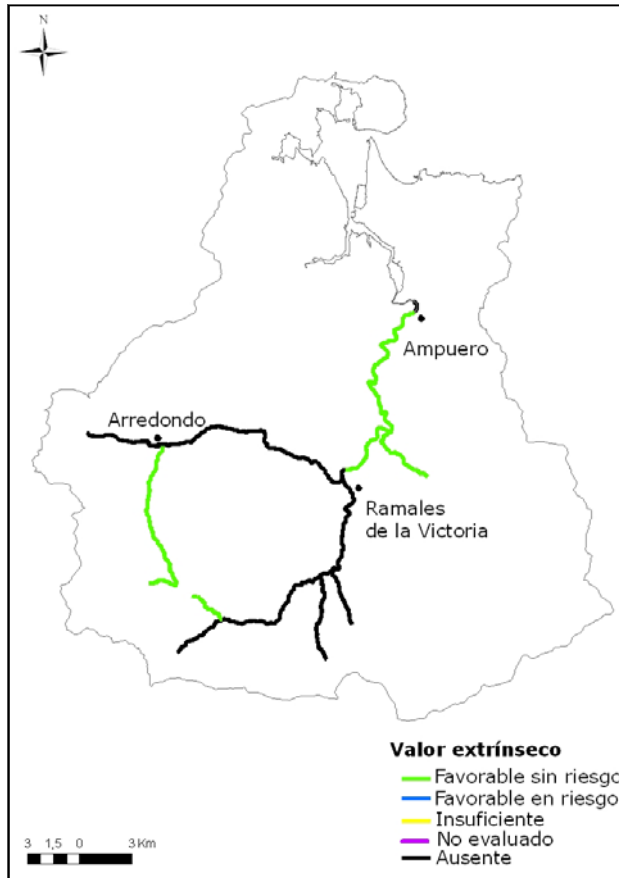 N
Ampuero
Arredondo
Ramales
de la Victoria
Valor extrínseco
Favorable sin riesgo
Favorable en riesgo
Insuficiente
No evaluado
Ausente
3 1,5 0 3 Km